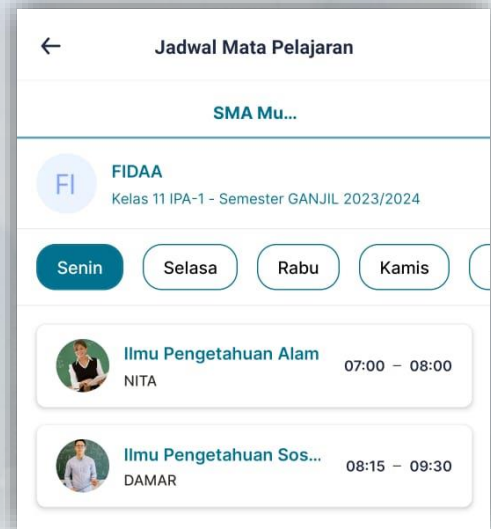 Jadwal Mata Pelajaran
SMA Mu...
FI
FIDAA
Kelas 11 IPA-1 - Semester GANJIL 2023/2024
Senin Selasa Rabu Kamis
Ilmu Pengetahuan Alam 07:00 – 08:00
NITA
Ilmu Pengetahuan Sos... 08:15 – 09:30
DAMAR